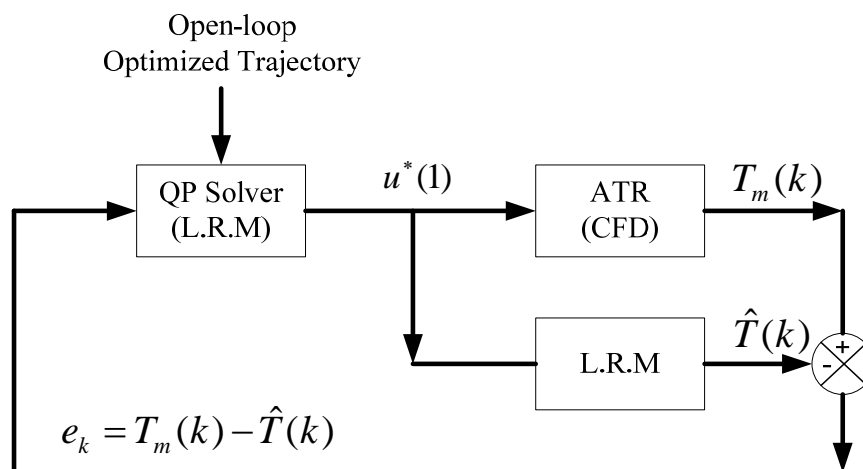 Open-loop
Optimized Trajectory
QP Solver
(L.R.M)
u*(1)
ATR
(CFD)
T_m(k)
L.R.M
T̂(k)
+
-
e_k = T_m(k) − T̂(k)